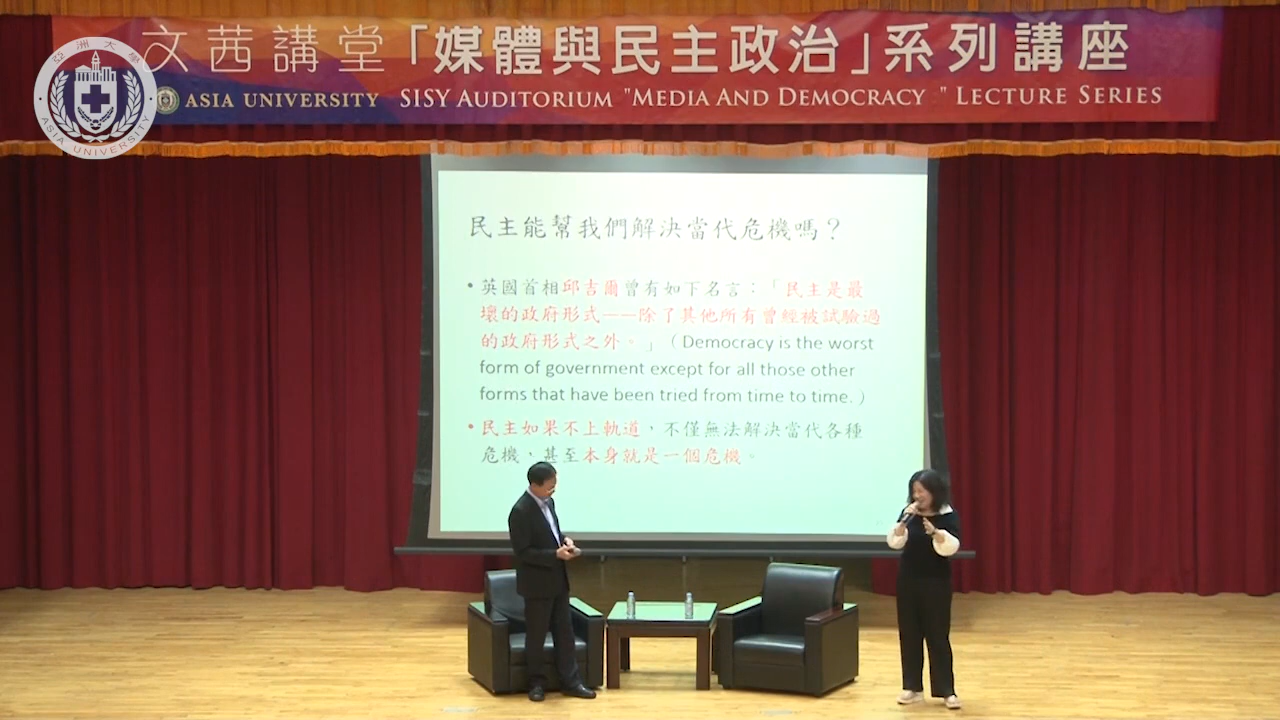 文茜講堂「媒體與民主政治」系列講座
ASIA UNIVERSITY SISY AUDITORIUM "MEDIA AND DEMOCRACY " LECTURE SERIES
亞洲大學
ASIA UNIVERSITY
民主能幫我們解決當代危機嗎？
• 英國首相邱吉爾曾有如下名言：「民主是最
壞的政府形式——除了其他所有曾經被試驗過
的政府形式之外。」（Democracy is the worst
form of government except for all those other
forms that have been tried from time to time.）
• 民主如果不上軌道，不僅無法解決當代各種
危機，甚至本身就是一個危機。